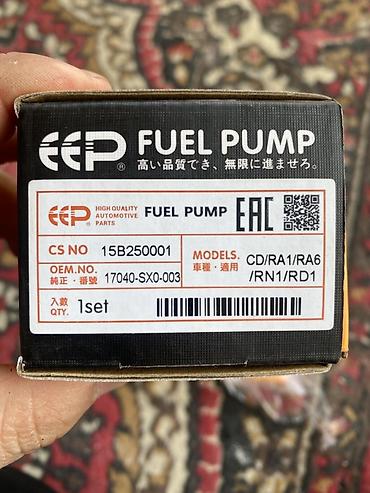 EEP® FUEL PUMP
高い品質でき、無限に進ませろ。
EEP® HIGH QUALITY AUTOMOTIVE PARTS FUEL PUMP EAC
CS NO 15B250001
OEM.NO. 純正・番號 17040-SX0-003
MODELS. 車種・適用 CD/RA1/RA6
/RN1/RD1
入數 QTY. 1set